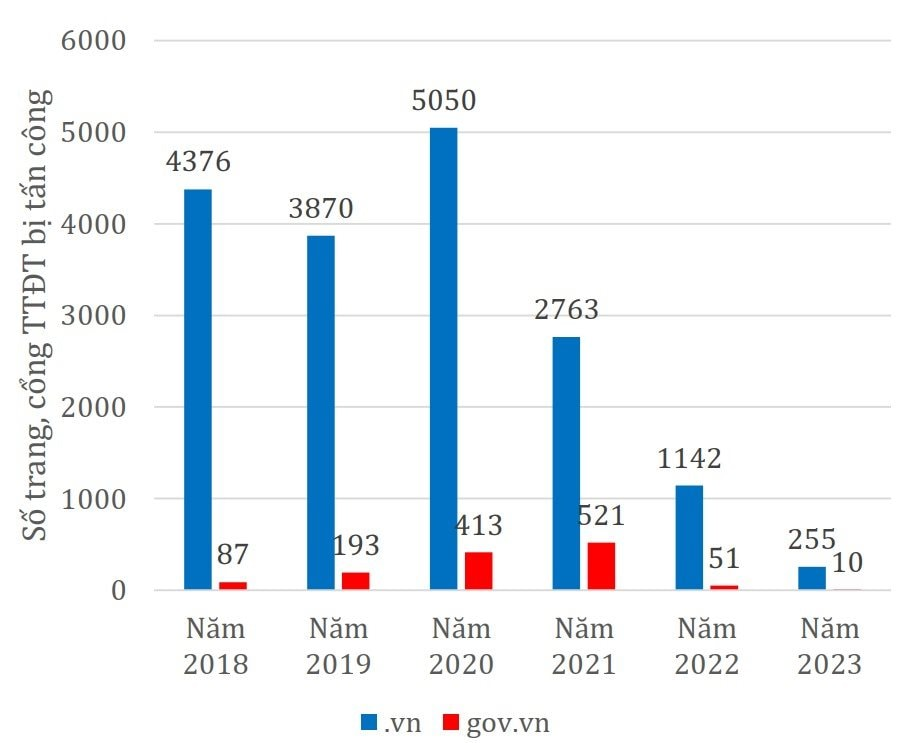 Số trang, cổng TTĐT bị tấn công
6000
5000
4000
3000
2000
1000
0
4376
87
3870
193
5050
413
2763
521
1142
51
255
10
Năm
2018
Năm
2019
Năm
2020
Năm
2021
Năm
2022
Năm
2023
.vn
gov.vn